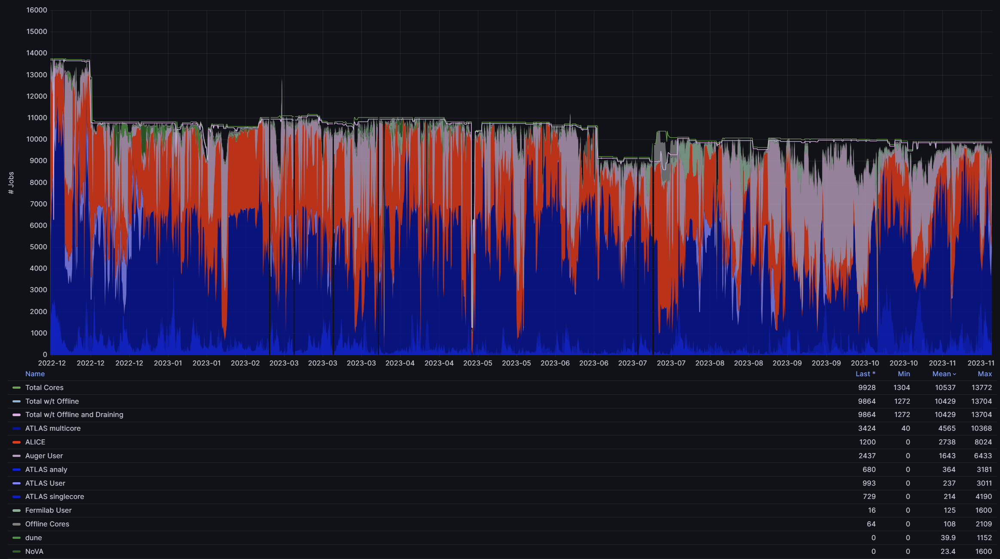 16000
15000
14000
13000
12000
11000
10000
9000
8000
7000
6000
5000
4000
3000
2000
1000
0
# Jobs
2022-12 2022-12 2022-12 2023-01 2023-01 2023-02 2023-03 2023-03 2023-03 2023-04 2023-04 2023-05 2023-05 2023-06 2023-06 2023-07 2023-07 2023-08 2023-08 2023-09 2023-09 2023-10 2023-10 2023-11 2023-11
Name Last * Min Mean Max
Total Cores 9928 1304 10537 13772
Total w/t Offline 9864 1272 10429 13704
Total w/t Offline and Draining 9864 1272 10429 13704
ATLAS multicore 3424 40 4565 10368
ALICE 1200 0 2738 8024
Auger User 2437 0 1643 6433
ATLAS analy 680 0 364 3181
ATLAS User 993 0 237 3011
ATLAS singlecore 729 0 214 4190
Fermilab User 16 0 125 1600
Offline Cores 64 0 108 2109
dune 0 0 39.9 1152
NoVA 0 0 23.4 1600